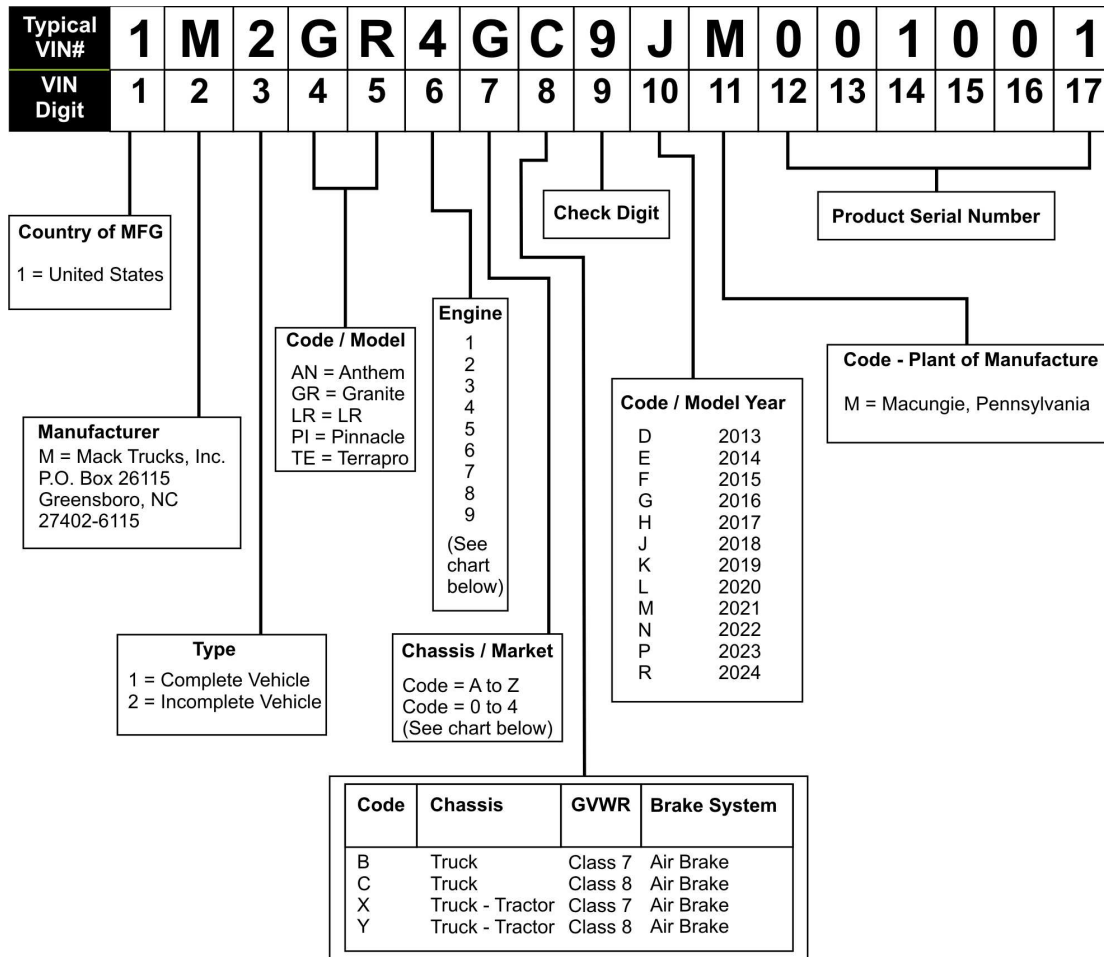 Typical VIN# 1 M 2 G R 4 G C 9 J M 0 0 1 0 0 1
VIN Digit 1 2 3 4 5 6 7 8 9 10 11 12 13 14 15 16 17
Country of MFG
1 = United States
Check Digit
Product Serial Number
Engine
1
2
3
4
5
6
7
8
9
(See
chart
below)
Code / Model
AN = Anthem
GR = Granite
LR = LR
PI = Pinnacle
TE = Terrapro
Code - Plant of Manufacture
M = Macungie, Pennsylvania
Code / Model Year
D 2013
E 2014
F 2015
G 2016
H 2017
J 2018
K 2019
L 2020
M 2021
N 2022
P 2023
R 2024
Manufacturer
M = Mack Trucks, Inc.
P.O. Box 26115
Greensboro, NC
27402-6115
Type
1 = Complete Vehicle
2 = Incomplete Vehicle
Chassis / Market
Code = A to Z
Code = 0 to 4
(See chart below)
Code Chassis GVWR Brake System
B Truck Class 7 Air Brake
C Truck Class 8 Air Brake
X Truck - Tractor Class 7 Air Brake
Y Truck - Tractor Class 8 Air Brake